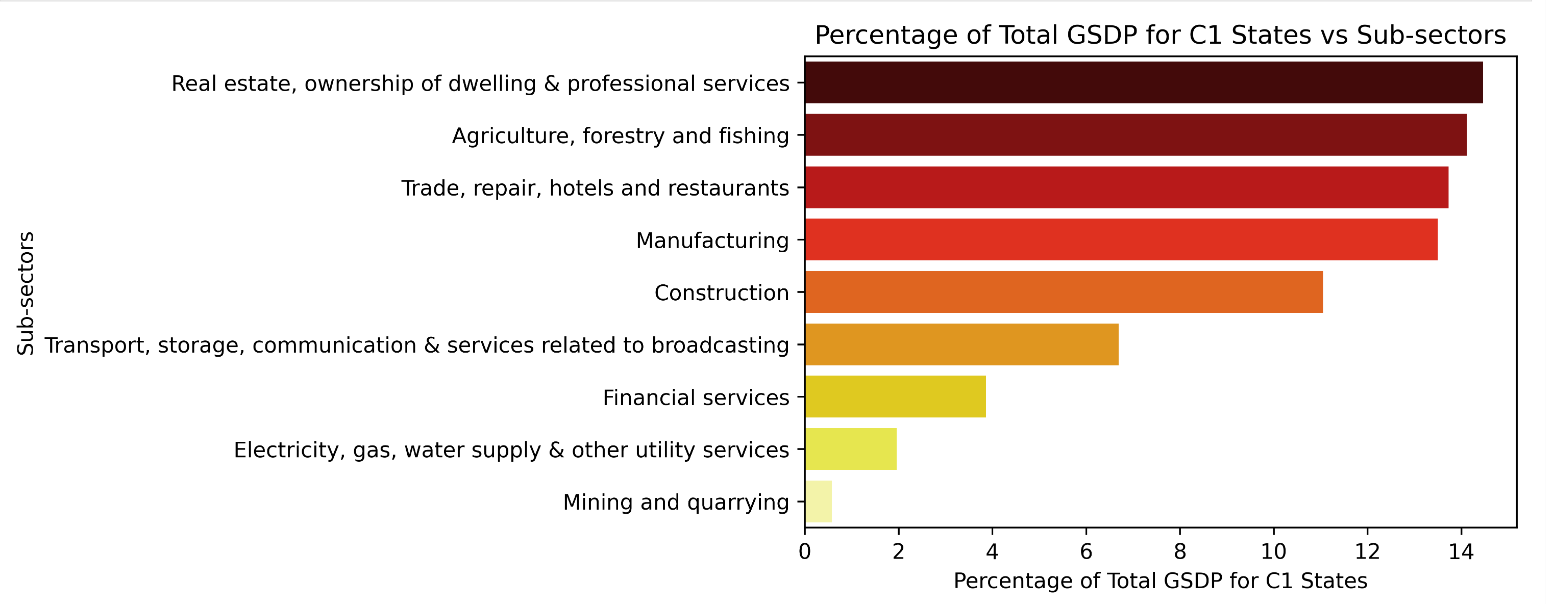 Percentage of Total GSDP for C1 States vs Sub-sectors
Sub-sectors
Real estate, ownership of dwelling & professional services
Agriculture, forestry and fishing
Trade, repair, hotels and restaurants
Manufacturing
Construction
Transport, storage, communication & services related to broadcasting
Financial services
Electricity, gas, water supply & other utility services
Mining and quarrying
0 2 4 6 8 10 12 14
Percentage of Total GSDP for C1 States